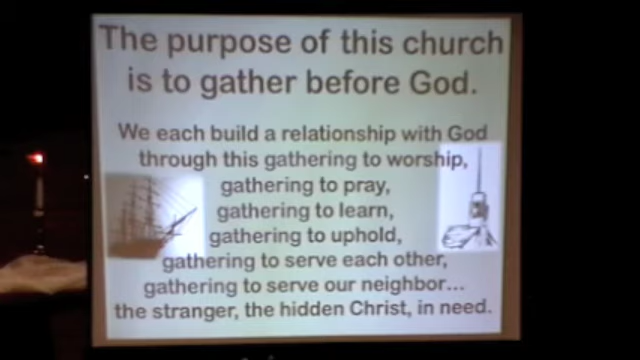 The purpose of this church
is to gather before God.
We each build a relationship with God
through this gathering to worship,
gathering to pray,
gathering to learn,
gathering to uphold,
gathering to serve each other,
gathering to serve our neighbor...
the stranger, the hidden Christ, in need.